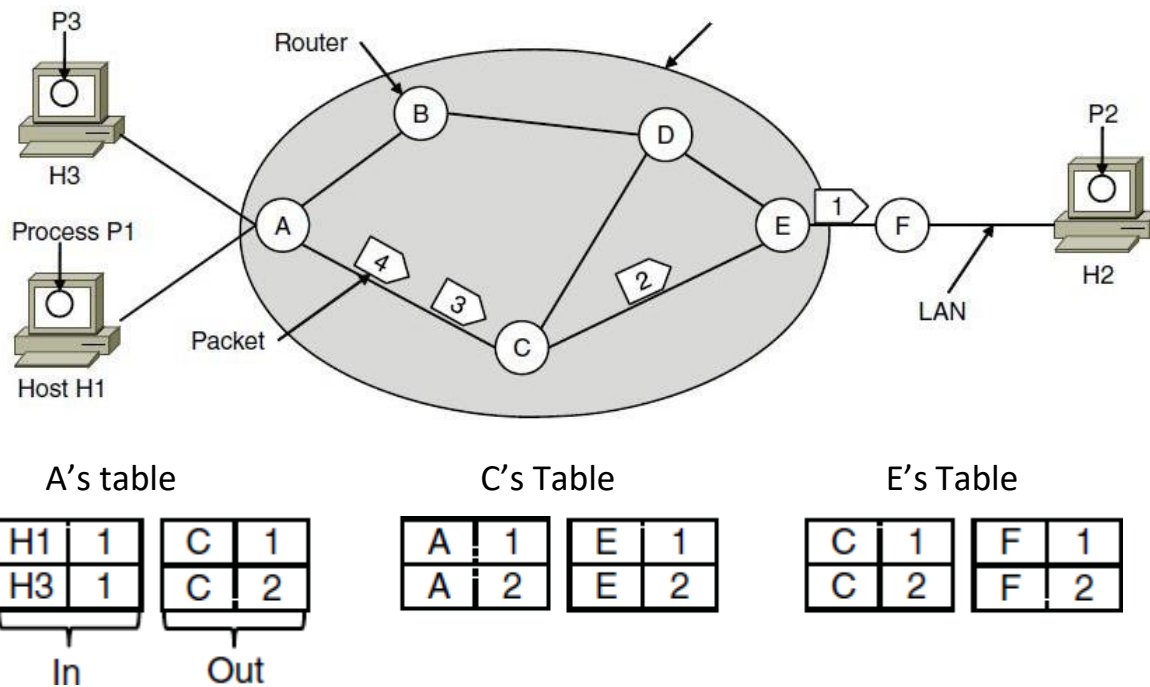 P3
Router
B
D
P2
H3
Process P1
A
E
1
F
H2
4
3
2
LAN
Packet
C
Host H1
A’s table
C’s Table
E’s Table
H1 1 C 1
H3 1 C 2
A 1 E 1
A 2 E 2
C 1 F 1
C 2 F 2
In
Out